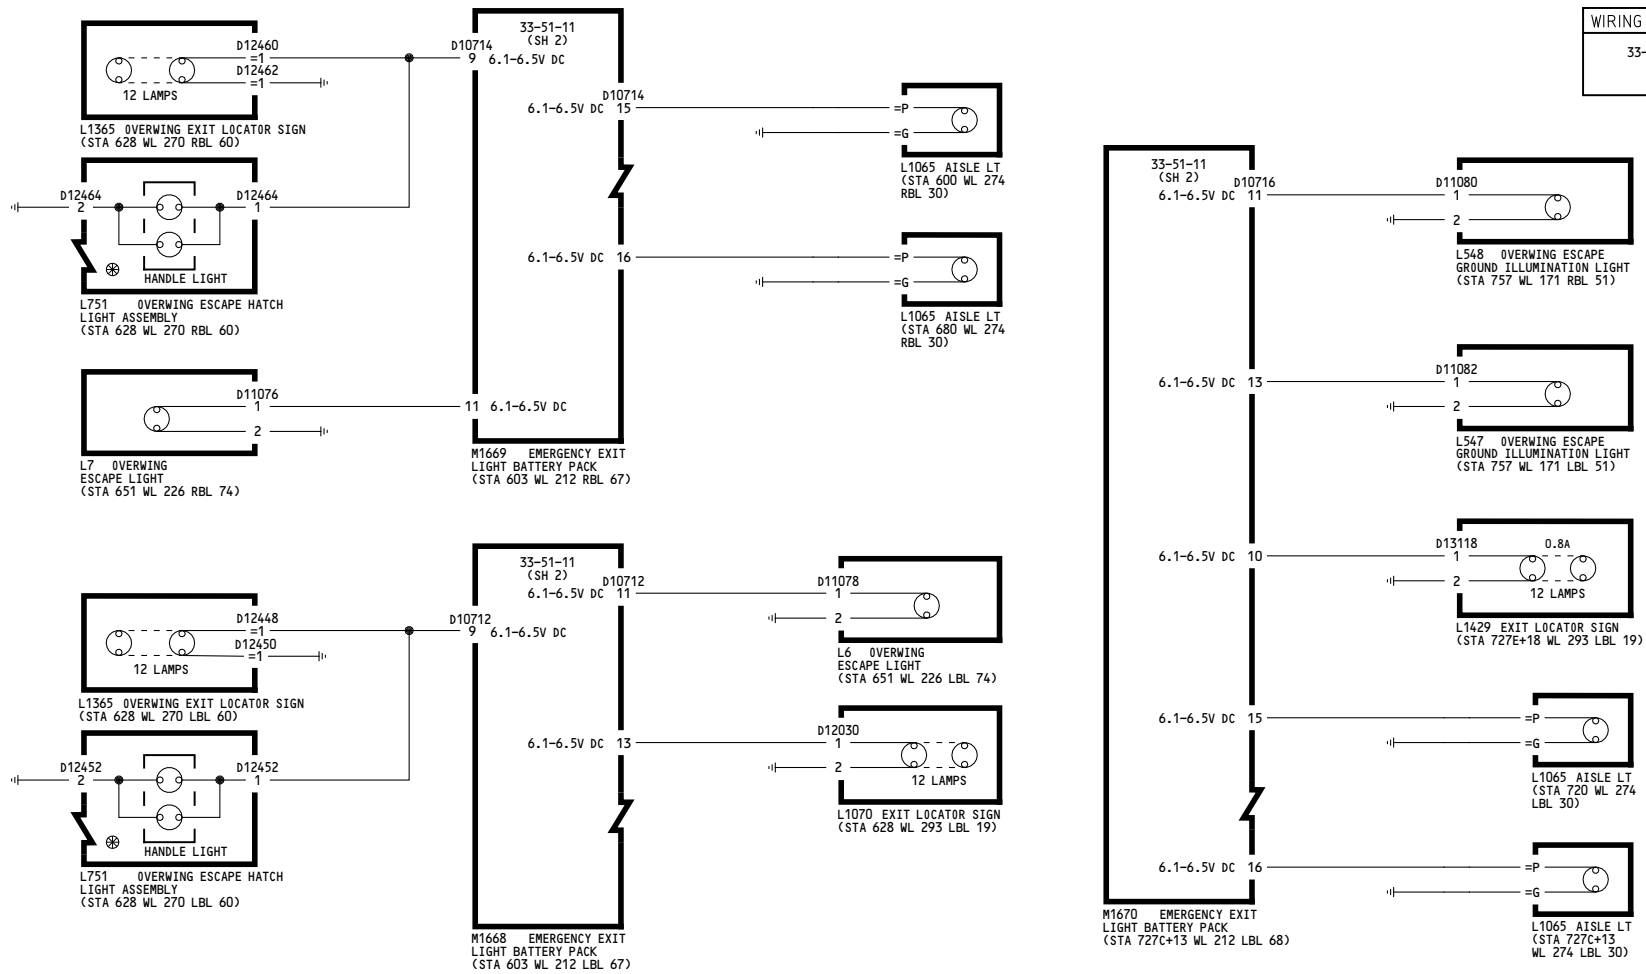 D12460
=1
D12462
=1
12 LAMPS
L1365 OVERWING EXIT LOCATOR SIGN
(STA 628 WL 270 RBL 60)
D12464
2
D12464
1
HANDLE LIGHT
L751 OVERWING ESCAPE HATCH
LIGHT ASSEMBLY
(STA 628 WL 270 RBL 60)
D11076
1
2
L7 OVERWING
ESCAPE LIGHT
(STA 651 WL 226 RBL 74)
33-51-11
(SH 2)
D10714
9 6.1-6.5V DC
D10714
6.1-6.5V DC 15
6.1-6.5V DC 16
11 6.1-6.5V DC
M1669 EMERGENCY EXIT
LIGHT BATTERY PACK
(STA 603 WL 212 RBL 67)
=P
=G
L1065 AISLE LT
(STA 600 WL 274
RBL 30)
=P
=G
L1065 AISLE LT
(STA 680 WL 274
RBL 30)
D12448
=1
D12450
=1
12 LAMPS
L1365 OVERWING EXIT LOCATOR SIGN
(STA 628 WL 270 LBL 60)
D12452
2
D12452
1
HANDLE LIGHT
L751 OVERWING ESCAPE HATCH
LIGHT ASSEMBLY
(STA 628 WL 270 LBL 60)
33-51-11
(SH 2)
D10712
6.1-6.5V DC 11
D10712
9 6.1-6.5V DC
6.1-6.5V DC 13
M1668 EMERGENCY EXIT
LIGHT BATTERY PACK
(STA 603 WL 212 LBL 67)
D11078
1
2
L6 OVERWING
ESCAPE LIGHT
(STA 651 WL 226 LBL 74)
D12030
1
2
12 LAMPS
L1070 EXIT LOCATOR SIGN
(STA 628 WL 293 LBL 19)
WIRING
33-
33-51-11
(SH 2)
D10716
6.1-6.5V DC 11
6.1-6.5V DC 13
6.1-6.5V DC 10
6.1-6.5V DC 15
6.1-6.5V DC 16
M1670 EMERGENCY EXIT
LIGHT BATTERY PACK
(STA 727C+13 WL 212 LBL 68)
D11080
1
2
L548 OVERWING ESCAPE
GROUND ILLUMINATION LIGHT
(STA 757 WL 171 RBL 51)
D11082
1
2
L547 OVERWING ESCAPE
GROUND ILLUMINATION LIGHT
(STA 757 WL 171 LBL 51)
D13118
1
2
0.8A
12 LAMPS
L1429 EXIT LOCATOR SIGN
(STA 727E+18 WL 293 LBL 19)
=P
=G
L1065 AISLE LT
(STA 720 WL 274
LBL 30)
=P
=G
L1065 AISLE LT
(STA 727C+13
WL 274 LBL 30)